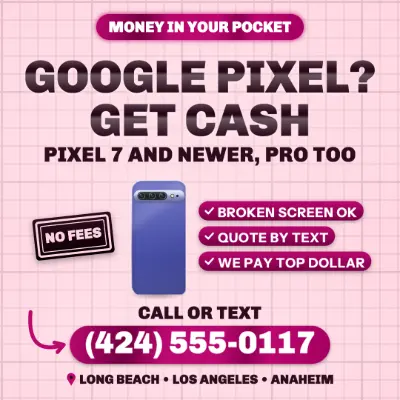 MONEY IN YOUR POCKET
GOOGLE PIXEL?
GET CASH
PIXEL 7 AND NEWER, PRO TOO
NO FEES
BROKEN SCREEN OK
QUOTE BY TEXT
WE PAY TOP DOLLAR
CALL OR TEXT
(424) 555-0117
LONG BEACH • LOS ANGELES • ANAHEIM